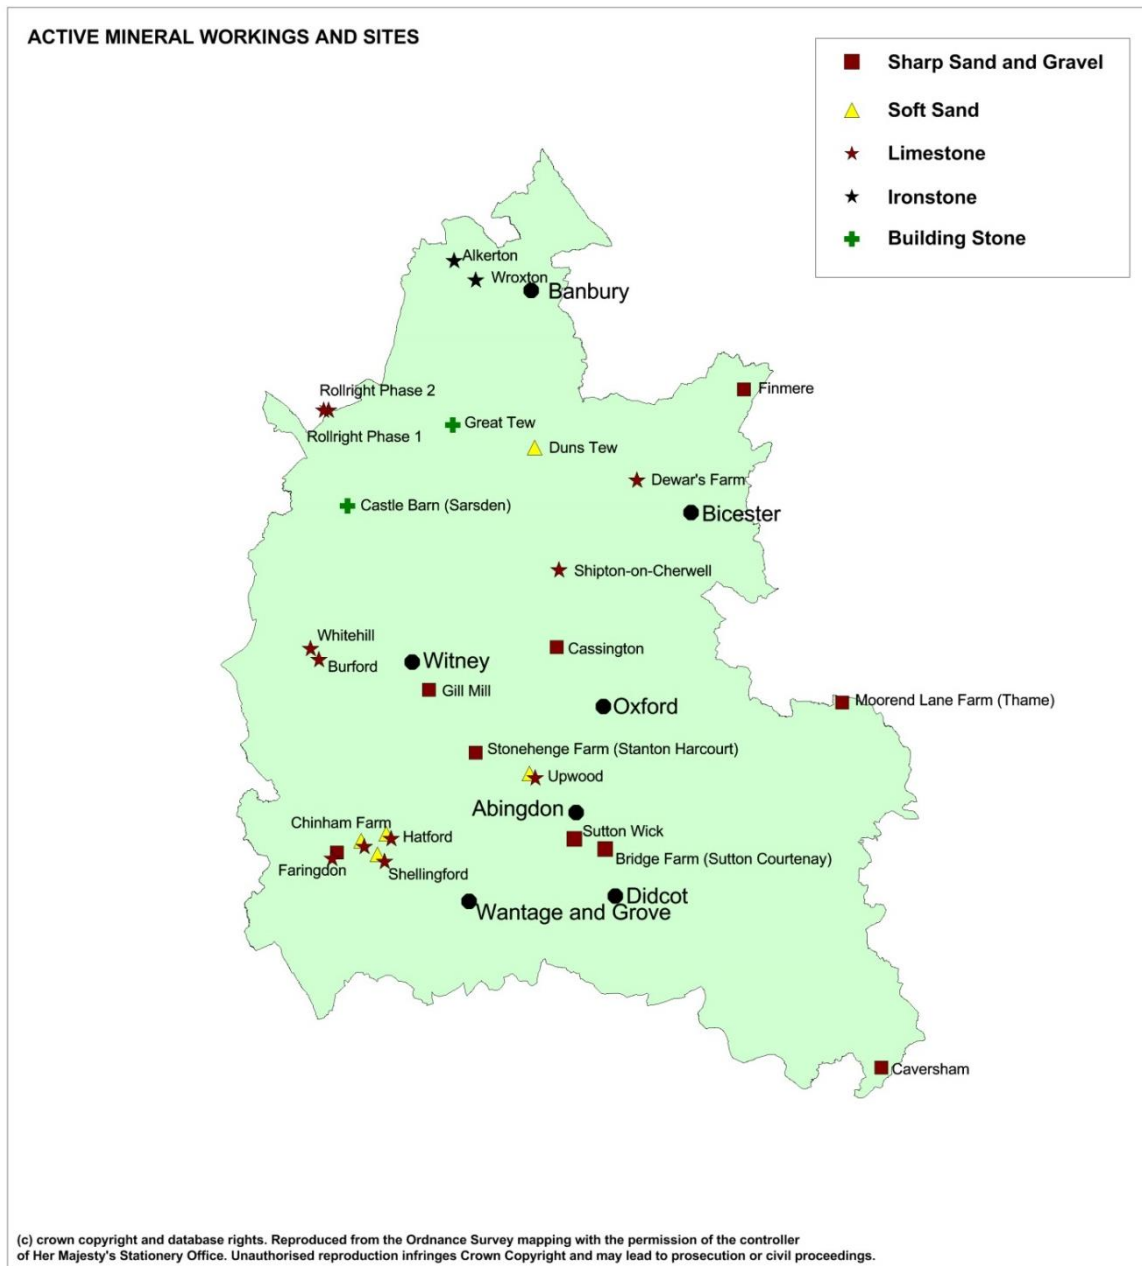 ACTIVE MINERAL WORKINGS AND SITES
Sharp Sand and Gravel
Soft Sand
Limestone
Ironstone
Building Stone
Alkerton
Wroxton
Banbury
Rollright Phase 2
Finmere
Rollright Phase 1
Great Tew
Duns Tew
Dewar's Farm
Castle Barn (Sarsden)
Bicester
Shipton-on-Cherwell
Whitehill
Cassington
Burford
Witney
Gill Mill
Oxford
Moorend Lane Farm (Thame)
Stonehenge Farm (Stanton Harcourt)
Upwood
Abingdon
Chinham Farm
Hatford
Sutton Wick
Bridge Farm (Sutton Courtenay)
Faringdon
Shellingford
Didcot
Wantage and Grove
Caversham
(c) crown copyright and database rights. Reproduced from the Ordnance Survey mapping with the permission of the controller
of Her Majesty's Stationery Office. Unauthorised reproduction infringes Crown Copyright and may lead to prosecution or civil proceedings.